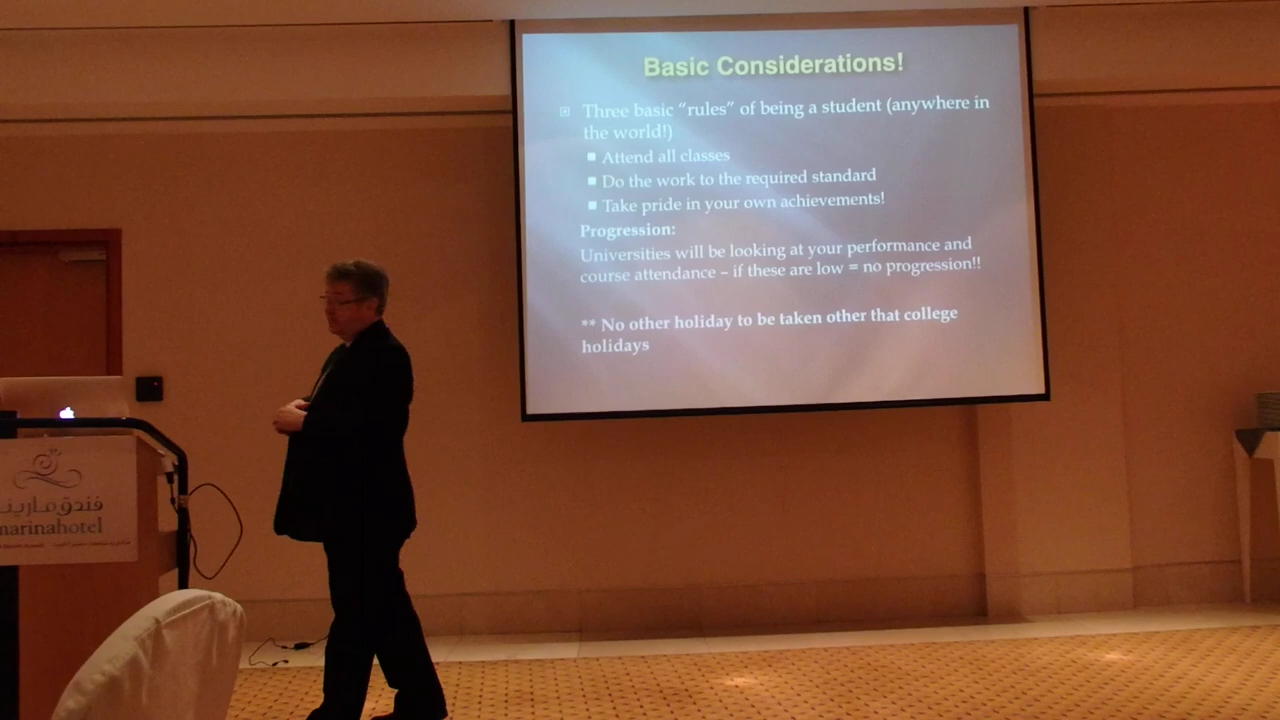 Basic Considerations!
Three basic “rules” of being a student (anywhere in
the world!)
Attend all classes
Do the work to the required standard
Take pride in your own achievements!
Progression:
Universities will be looking at your performance and
course attendance – if these are low = no progression!!
** No other holiday to be taken other that college
holidays
فندق مارينا
marinahotel